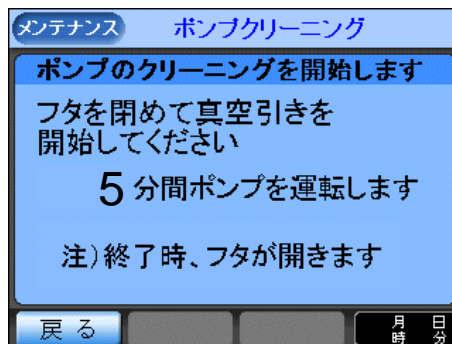 メンテナンス ポンプクリーニング
ポンプのクリーニングを開始します
フタを閉めて真空引きを
開始してください
5 分間ポンプを運転します
注)終了時、フタが開きます
戻る 月 日
時 分